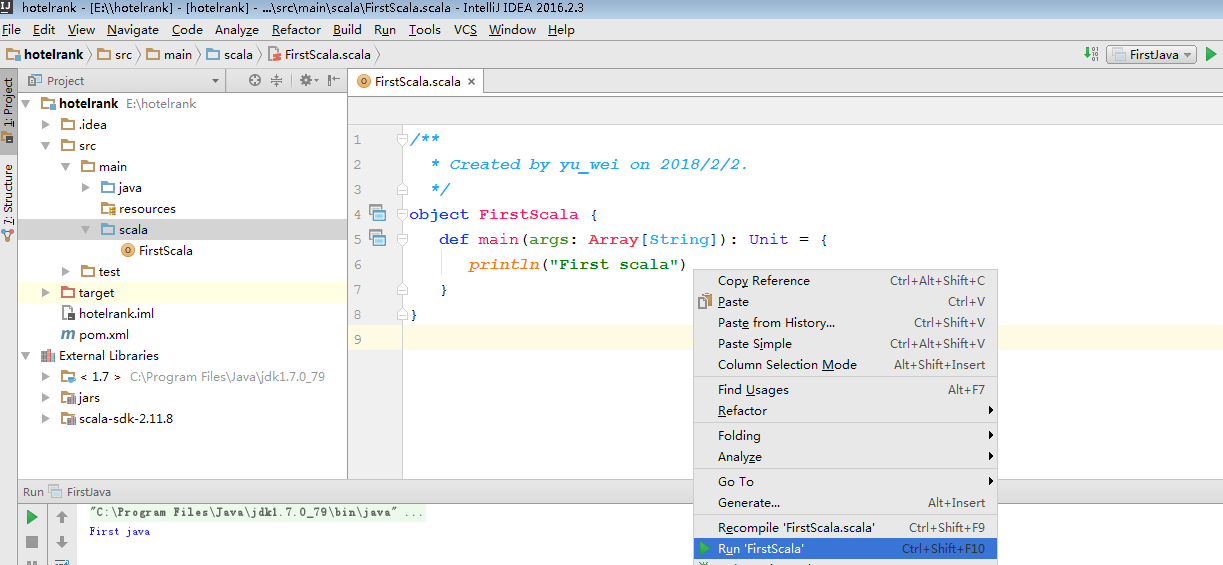 hotelrank - [E:\\hotelrank] - [hotelrank] - ...\src\main\scala\FirstScala.scala - IntelliJ IDEA 2016.2.3
File Edit View Navigate Code Analyze Refactor Build Run Tools VCS Window Help
hotelrank src main scala FirstScala.scala FirstJava
Project
FirstScala.scala
1: Project
7: Structure
hotelrank E:\hotelrank
.idea
src
main
java
resources
scala
FirstScala
test
target
hotelrank.iml
pom.xml
External Libraries
< 1.7 > C:\Program Files\Java\jdk1.7.0_79
jars
scala-sdk-2.11.8
1 /**
2 * Created by yu_wei on 2018/2/2.
3 */
4 object FirstScala {
5 def main(args: Array[String]): Unit = {
6 println("First scala")
7 }
8 }
9
Copy Reference Ctrl+Alt+Shift+C
Paste Ctrl+V
Paste from History... Ctrl+Shift+V
Paste Simple Ctrl+Alt+Shift+V
Column Selection Mode Alt+Shift+Insert
Find Usages Alt+F7
Refactor
Folding
Analyze
Go To
Generate... Alt+Insert
Recompile 'FirstScala.scala' Ctrl+Shift+F9
Run 'FirstScala' Ctrl+Shift+F10
Run FirstJava
"C:\Program Files\Java\jdk1.7.0_79\bin\java" ...
First java